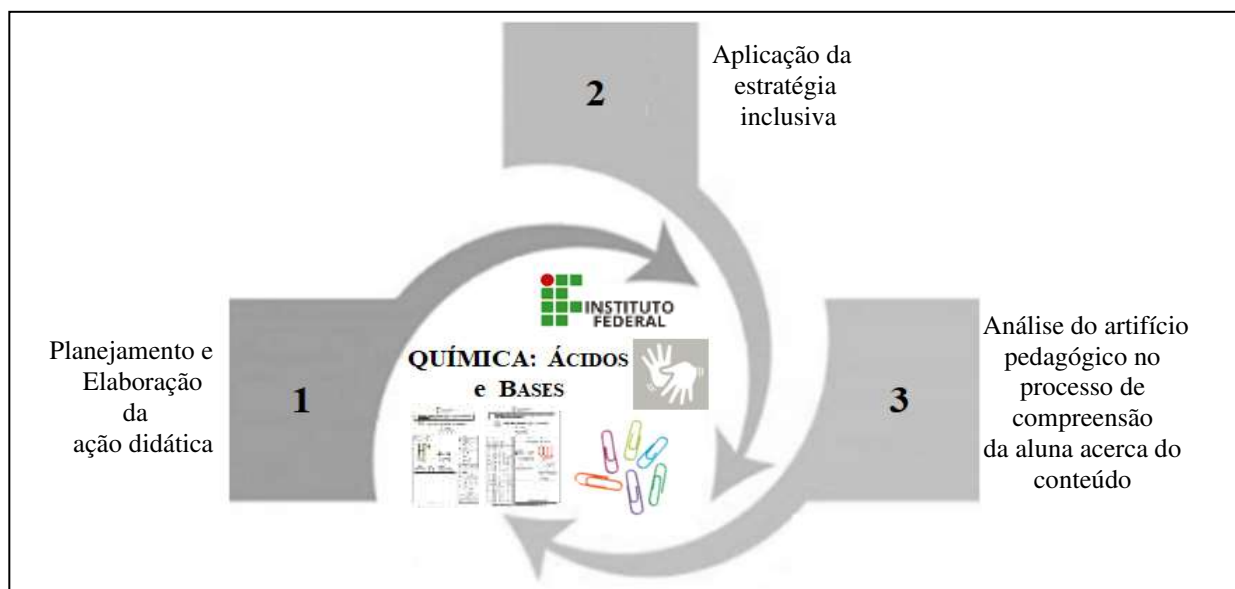 2
Aplicação da
estratégia
inclusiva
INSTITUTO
FEDERAL
QUÍMICA: ÁCIDOS
e BASES
Planejamento e
Elaboração
da
ação didática
1
3
Análise do artifício
pedagógico no
processo de
compreensão
da aluna acerca do
conteúdo